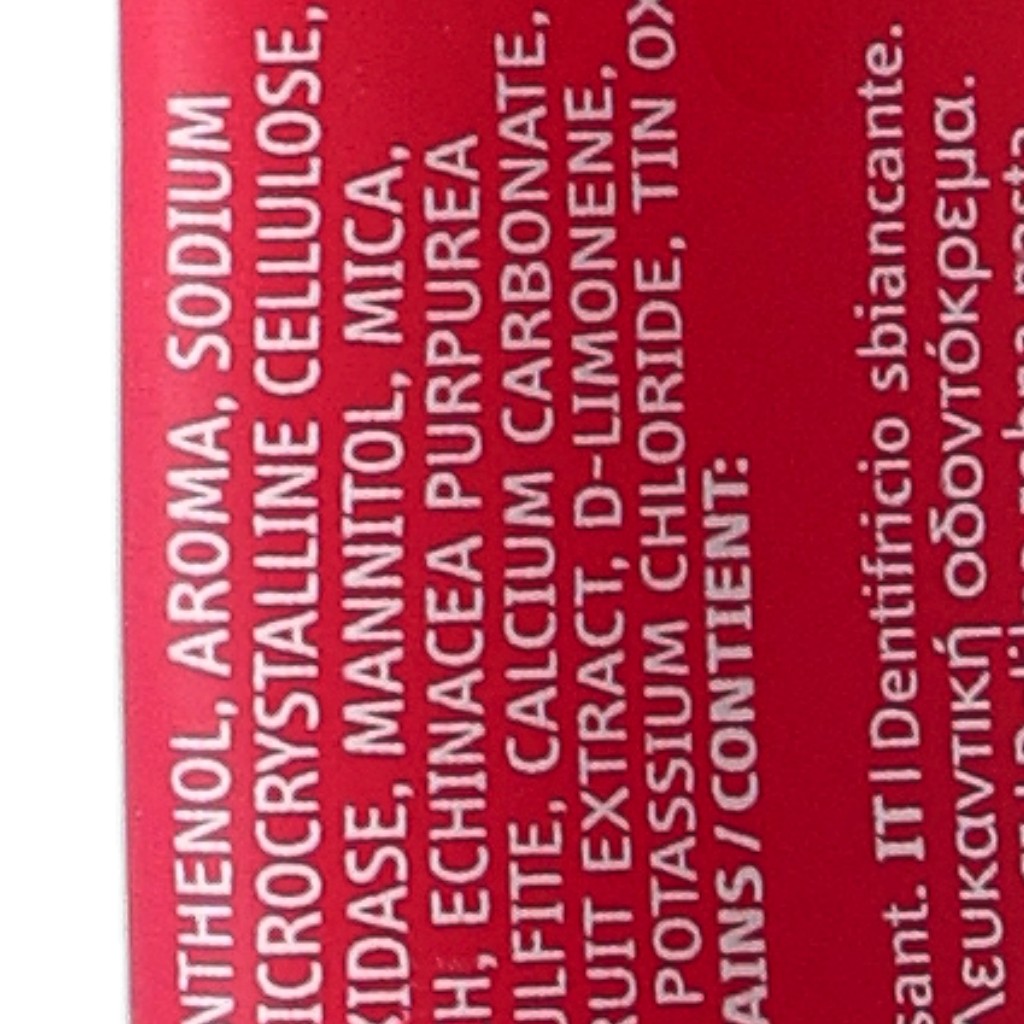 NTHENOL, AROMA, SODIUM
ICROCRYSTALLINE CELLULOSE,
XIDASE, MANNITOL, MICA,
H, ECHINACEA PURPUREA
ULFITE, CALCIUM CARBONATE,
RUIT EXTRACT, D-LIMONENE,
POTASSIUM CHLORIDE, TIN OX
AINS / CONTIENT:
sant. IT | Dentifricio sbiancante.
Λευκαντική οδοντόκρεμα.